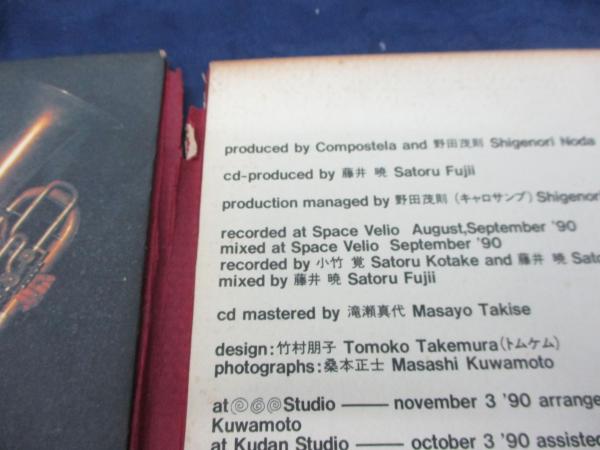 produced by Compostela and 野田茂則 Shigenori Noda
cd-produced by 藤井 暁 Satoru Fujii
production managed by 野田茂則 (キャロサンプ) Shigenori
recorded at Space Velio August,September '90
mixed at Space Velio September '90
recorded by 小竹 覚 Satoru Kotake and 藤井 暁 Sato
mixed by 藤井 暁 Satoru Fujii
cd mastered by 滝瀬真代 Masayo Takise
design:竹村朋子 Tomoko Takemura(トムケム)
photographs:桑本正士 Masashi Kuwamoto
at Studio — november 3 '90 arrange
Kuwamoto
at Kudan Studio — october 3 '90 assisted